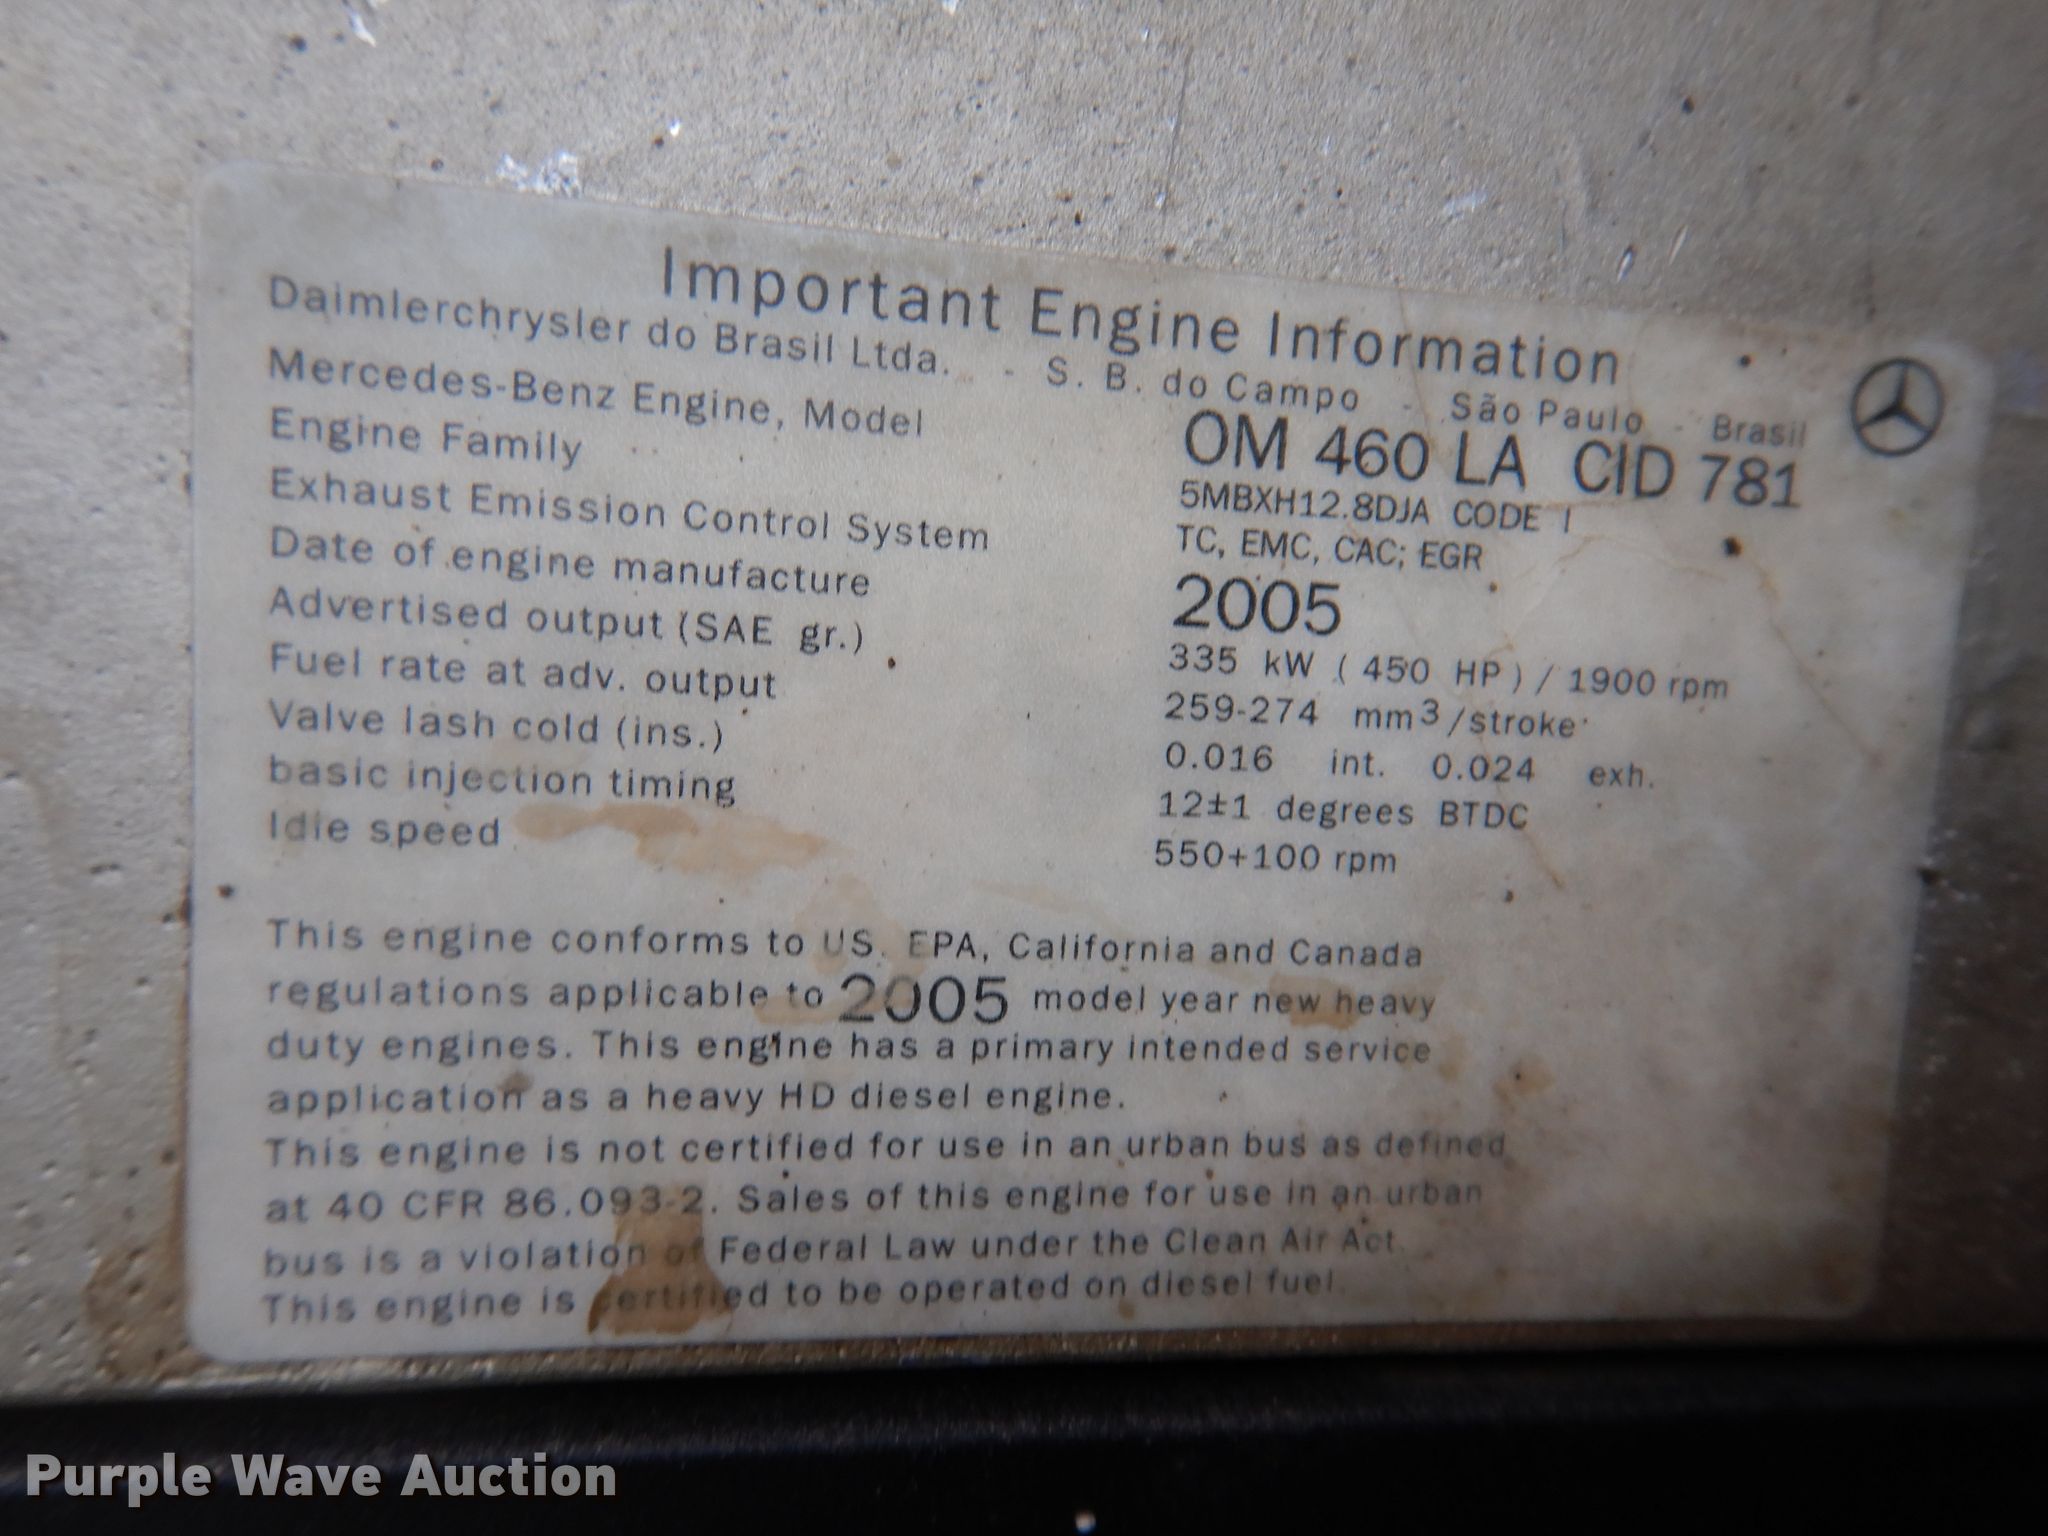 Important Engine Information
Daimlerchrysler do Brasil Ltda. - S. B. do Campo - São Paulo - Brasil
Mercedes-Benz Engine, Model OM 460 LA CID 781
Engine Family 5MBXH12.8DJA CODE I
Exhaust Emission Control System TC, EMC, CAC; EGR
Date of engine manufacture 2005
Advertised output (SAE gr.) 335 kW (450 HP) / 1900 rpm
Fuel rate at adv. output 259-274 mm3/stroke
Valve lash cold (ins.) 0.016 int. 0.024 exh.
basic injection timing 12±1 degrees BTDC
Idle speed 550+100 rpm
This engine conforms to US. EPA, California and Canada
regulations applicable to 2005 model year new heavy
duty engines. This engine has a primary intended service
application as a heavy HD diesel engine.
This engine is not certified for use in an urban bus as defined
at 40 CFR 86.093-2. Sales of this engine for use in an urban
bus is a violation of Federal Law under the Clean Air Act.
This engine is certified to be operated on diesel fuel.
Purple Wave Auction